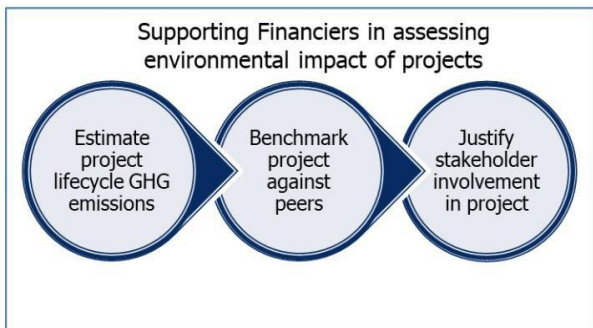 Supporting Financiers in assessing
environmental impact of projects
Estimate
project
lifecycle GHG
emissions
Benchmark
project
against
peers
Justify
stakeholder
involvement
in project